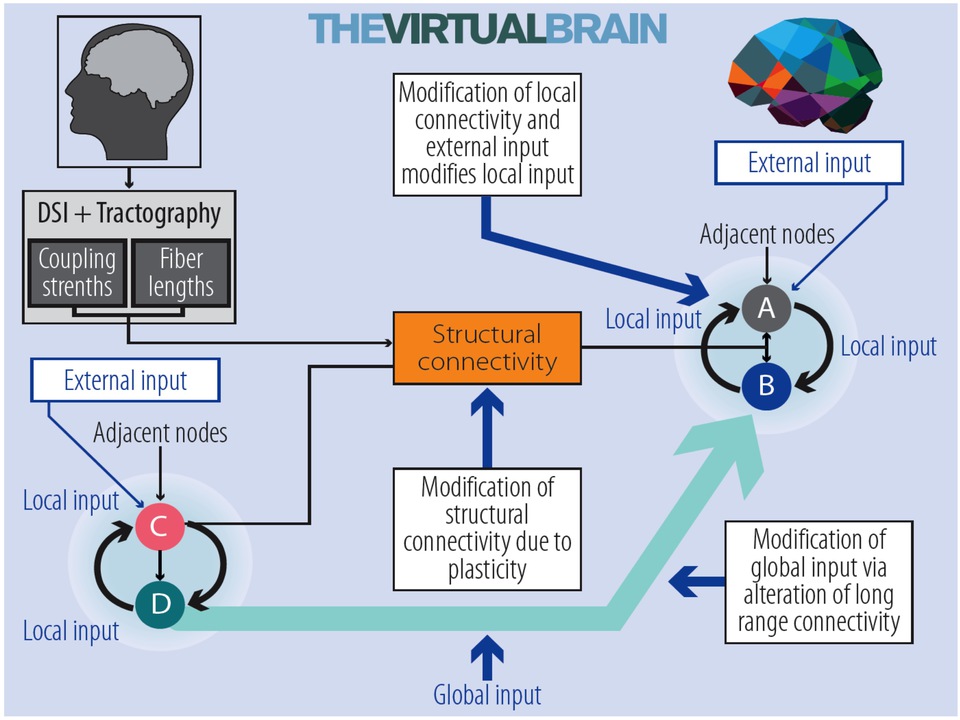 THEVIRTUALBRAIN
Modification of local
connectivity and
external input
modifies local input
External input
DSI + Tractography
Coupling
strenths
Fiber
lengths
Adjacent nodes
A
Local input
Local input
B
Structural
connectivity
External input
Adjacent nodes
Local input
C
D
Local input
Modification of
structural
connectivity due to
plasticity
Modification of
global input via
alteration of long
range connectivity
Global input